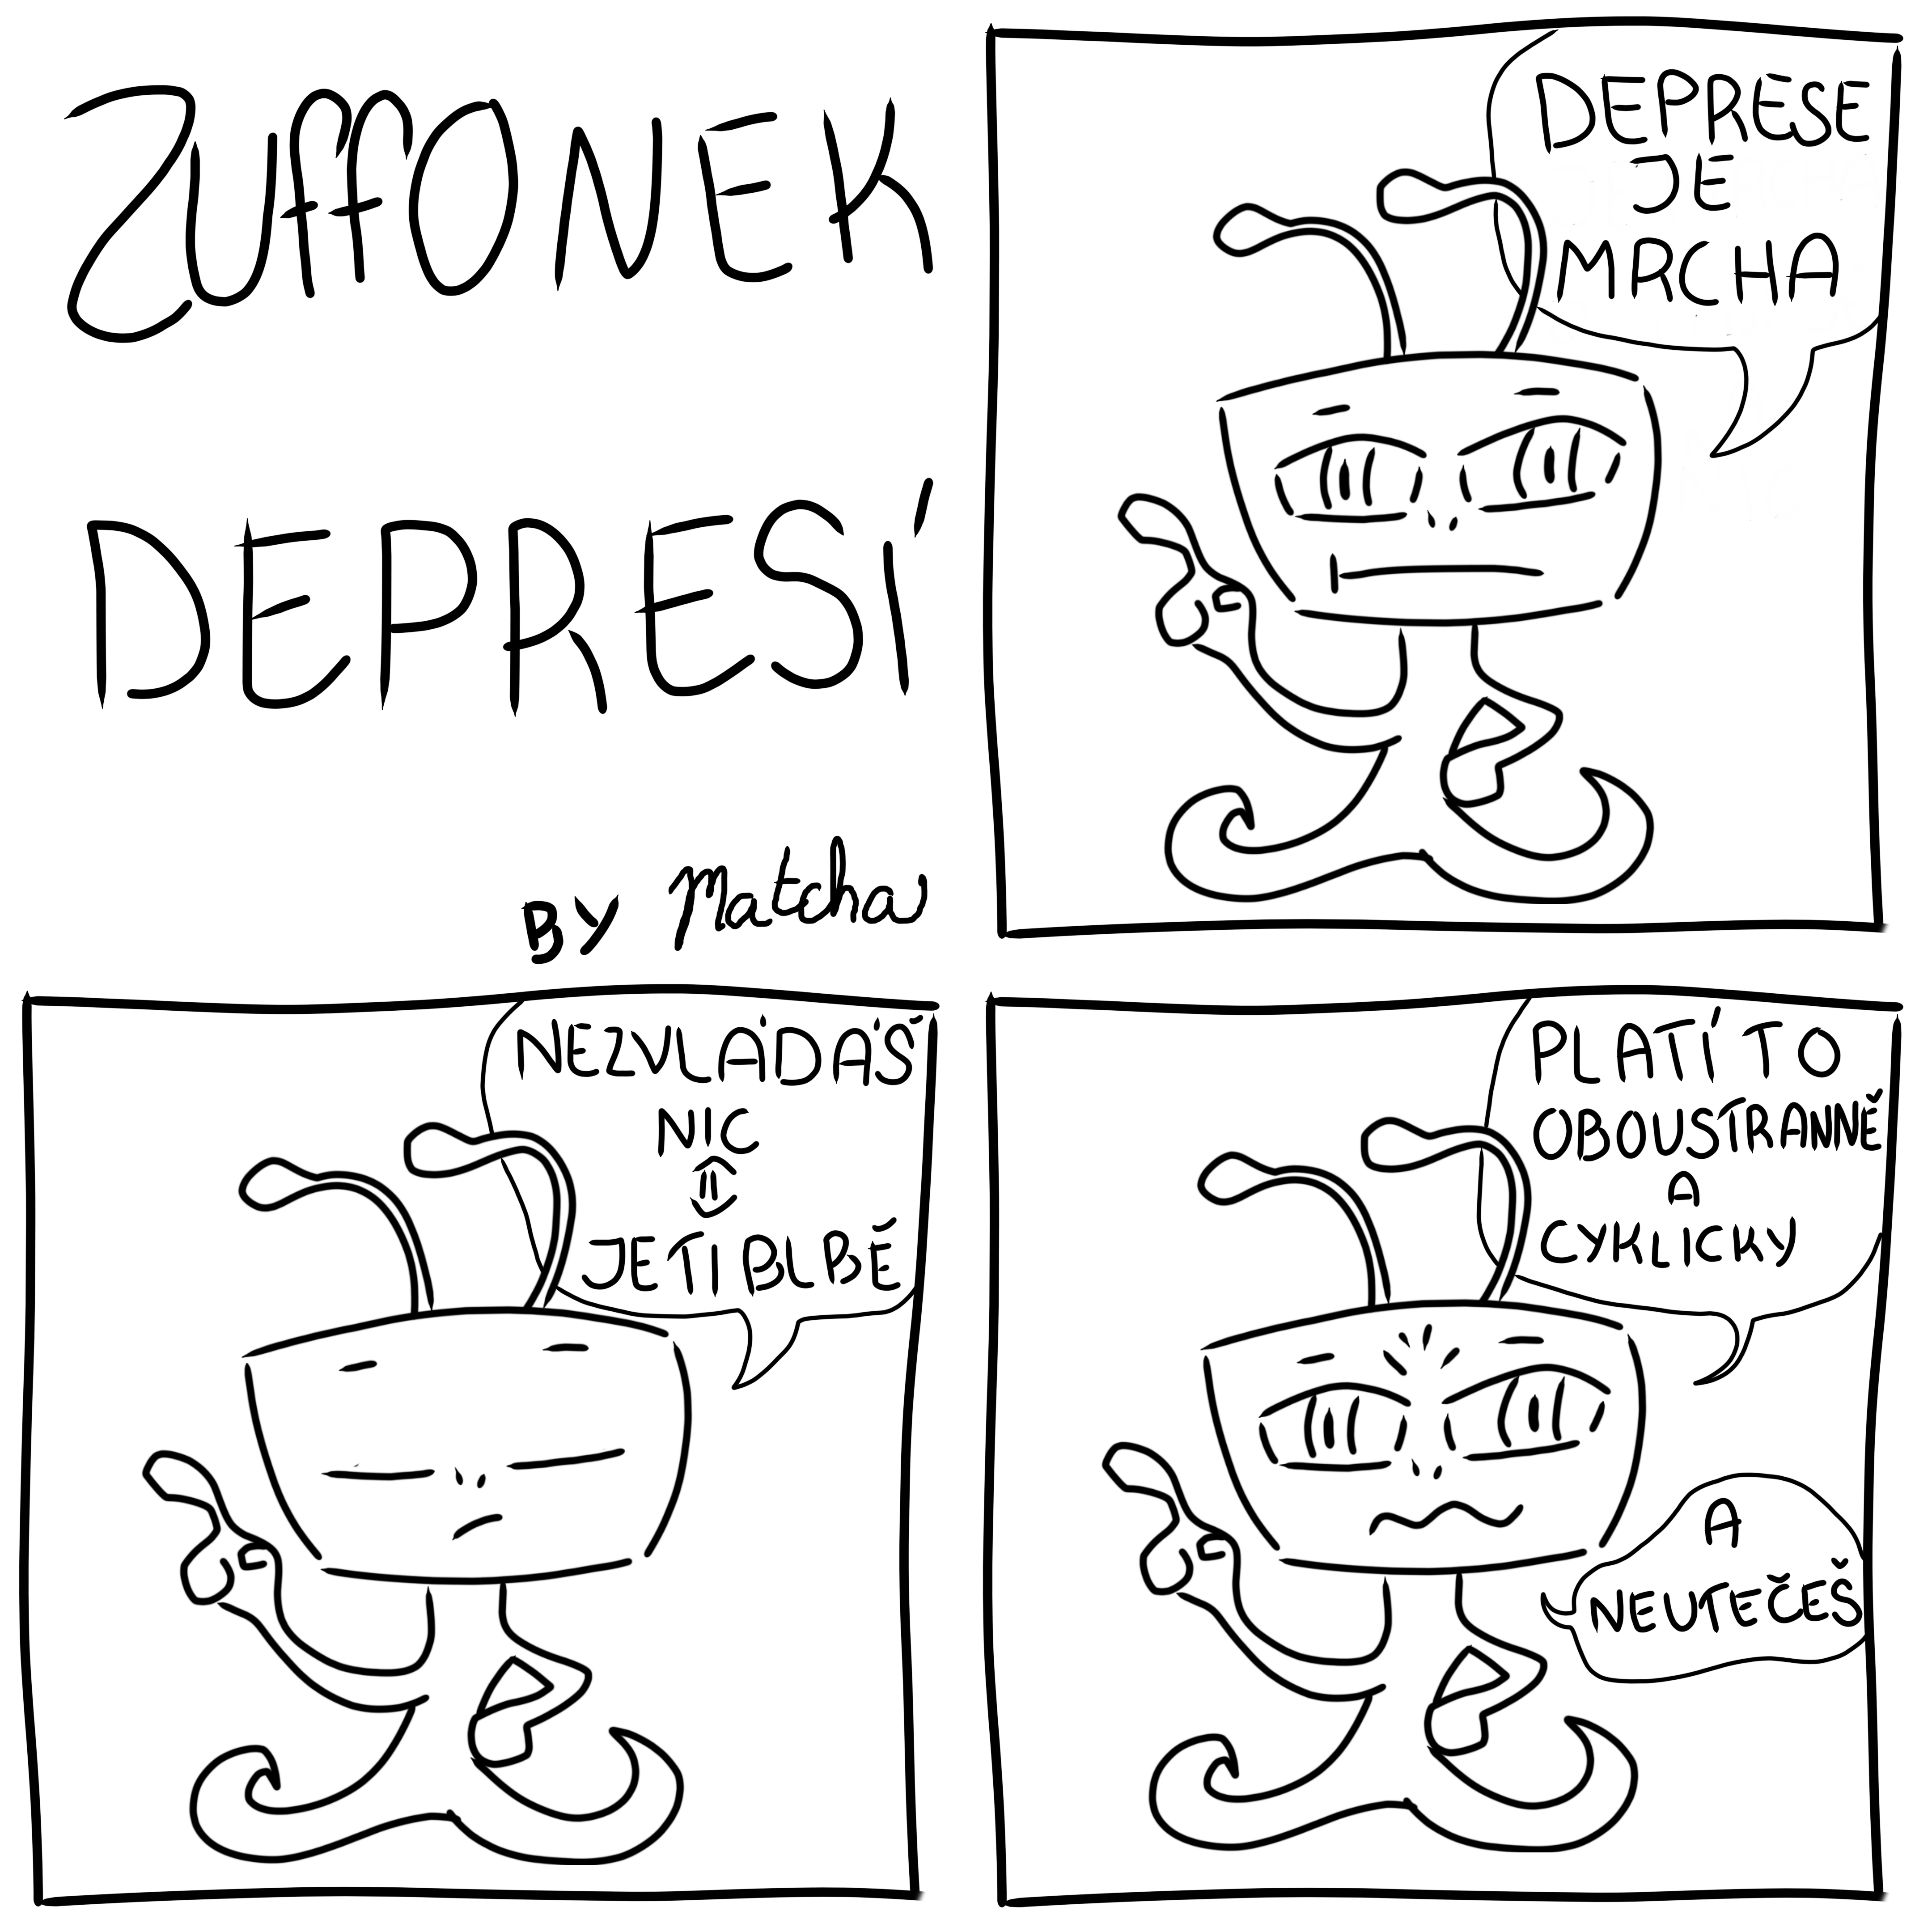 ZUFFONEK
DEPRESÍ
BY Matcha
DEPRESE
JE
MRCHA
NEZVLÁDÁŠ
NIC
⇕
JE TI BLBĚ
PLATÍ TO
OBOUSTRANNĚ
A
CYKLICKY
A
NEUTEČEŠ